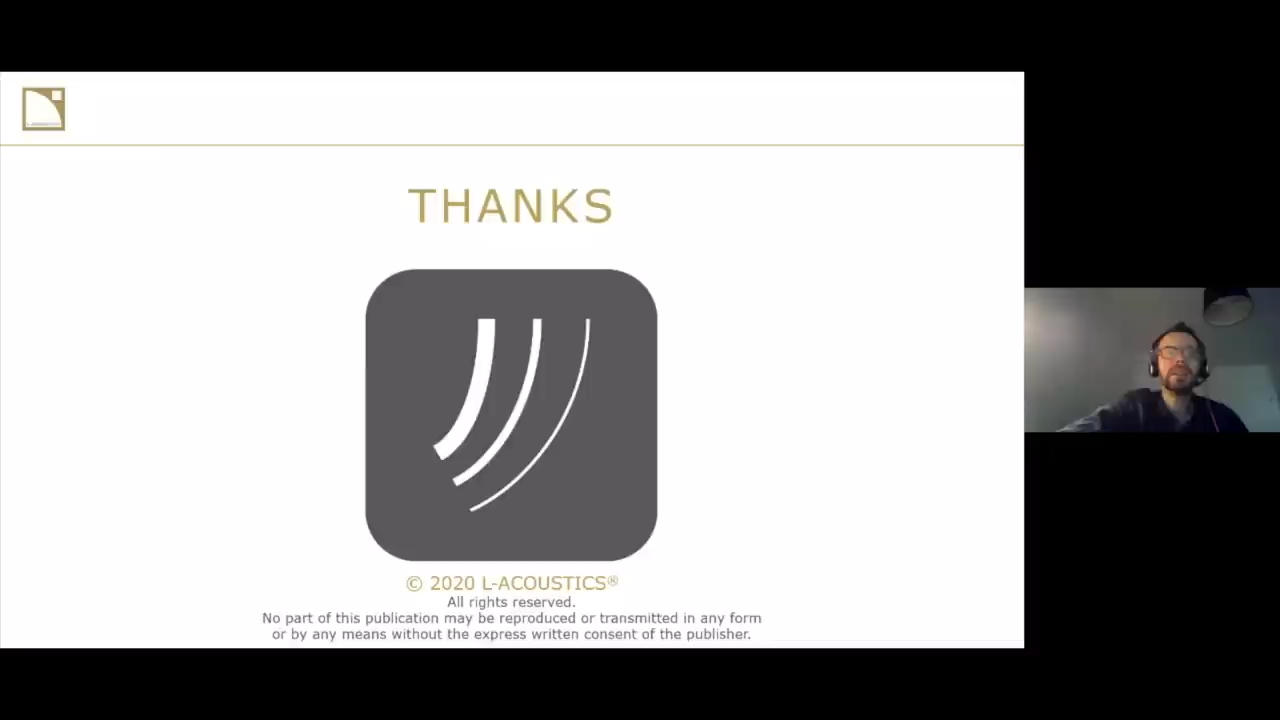 THANKS
© 2020 L-ACOUSTICS®
All rights reserved.
No part of this publication may be reproduced or transmitted in any form
or by any means without the express written consent of the publisher.